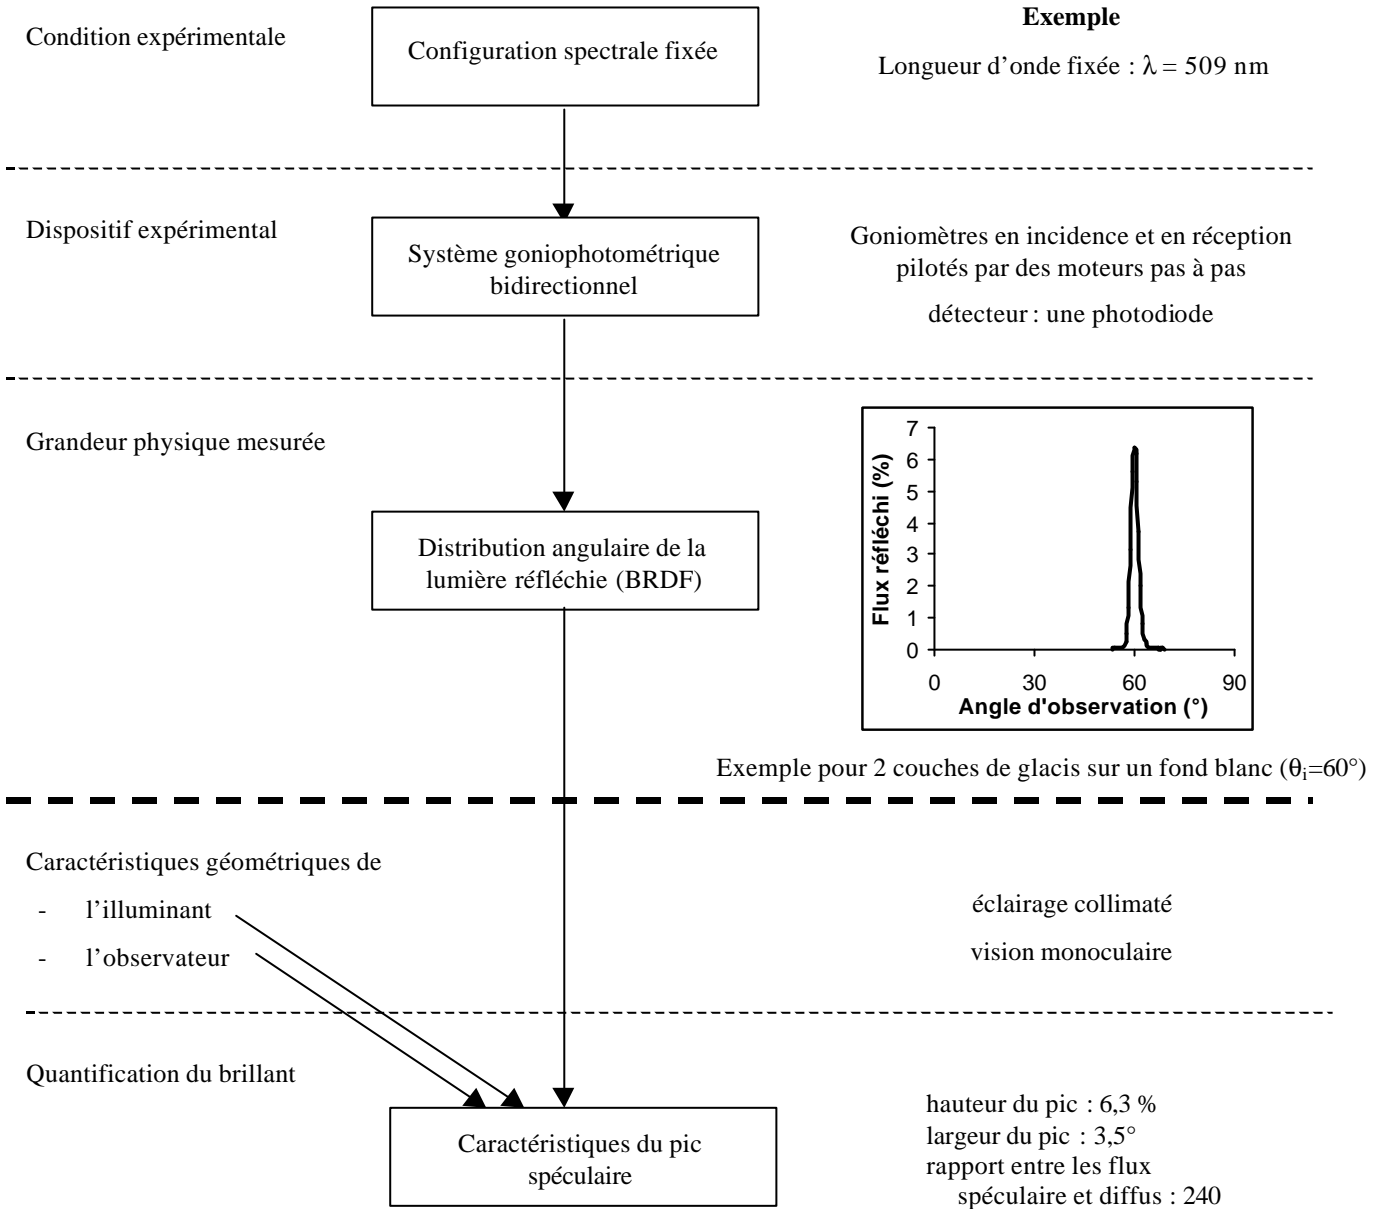 Exemple
Condition expérimentale
Configuration spectrale fixée
Longueur d’onde fixée : λ = 509 nm
Dispositif expérimental
Système goniophotométrique
bidirectionnel
Goniomètres en incidence et en réception
pilotés par des moteurs pas à pas
détecteur : une photodiode
Grandeur physique mesurée
Distribution angulaire de la
lumière réfléchie (BRDF)
Flux réfléchi (%)
7
6
5
4
3
2
1
0
0 30 60 90
Angle d'observation (°)
Exemple pour 2 couches de glacis sur un fond blanc (θi=60°)
Caractéristiques géométriques de
- l’illuminant
- l’observateur
éclairage collimaté
vision monoculaire
Quantification du brillant
Caractéristiques du pic
spéculaire
hauteur du pic : 6,3 %
largeur du pic : 3,5°
rapport entre les flux
spéculaire et diffus : 240